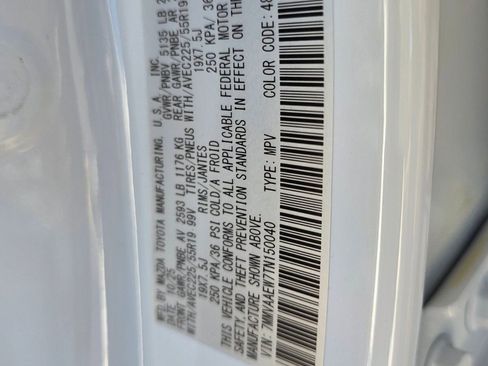 MFD. BY MAZDA TOYOTA MANUFACTURING, U.S.A. INC.
DATE: 10/25 GVWR/PNBV 5135 LB 2
FRONT GAWR/PNBE AV 2593 LB 1176 KG REAR GAWR/PNBE AR
WITH/AVEC225/55R19 99V TIRES/PNEUS WITH/AVEC225/55R19
19X7.5J RIMS/JANTES 19X7.5J
250 KPA/36 PSI COLD/A FROID 250 KPA/ 36
THIS VEHICLE CONFORMS TO ALL APPLICABLE FEDERAL MOTOR
SAFETY AND THEFT PREVENTION STANDARDS IN EFFECT ON THE
MANUFACTURE SHOWN ABOVE.
VIN: 7MMVAAEW7TN150040 TYPE: MPV COLOR CODE: 48